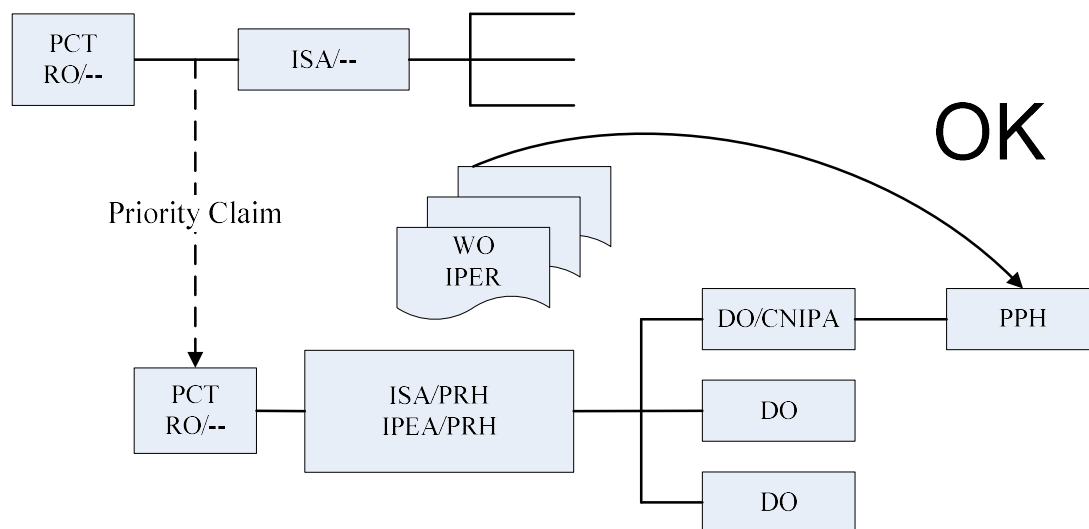 PCT
RO/--
ISA/--
OK
Priority Claim
WO
IPER
DO/CNIPA
PPH
PCT
RO/--
ISA/PRH
IPEA/PRH
DO
DO